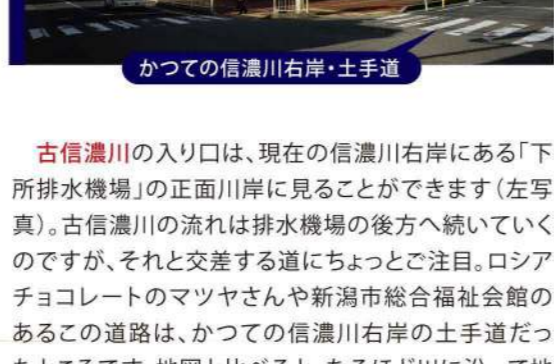 かつての信濃川右岸・土手道
古信濃川の入り口は、現在の信濃川右岸にある「下
所排水機場」の正面川岸に見ることができます（左写
真）。古信濃川の流れは排水機場の後方へ続いていく
のですが、それと交差する道にちょっとご注目。ロシア
チョコレートのマツヤさんや新潟市総合福祉会館の
あるこの道路は、かつての信濃川右岸の土手道だっ